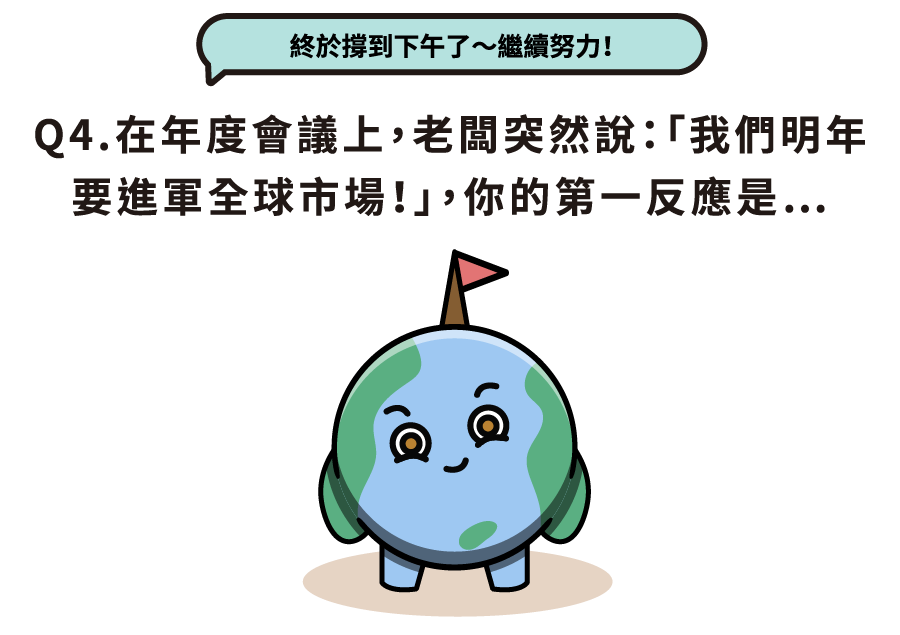 終於撐到下午了～繼續努力！
Q4.在年度會議上，老闆突然說：「我們明年
要進軍全球市場！」，你的第一反應是...